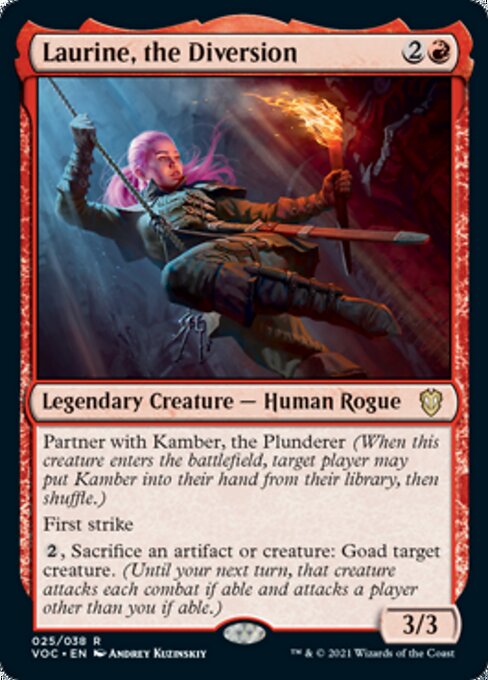 Laurine, the Diversion 2
Legendary Creature — Human Rogue
Partner with Kamber, the Plunderer (When this
creature enters the battlefield, target player may
put Kamber into their hand from their library, then
shuffle.)
First strike
2, Sacrifice an artifact or creature: Goad target
creature. (Until your next turn, that creature
attacks each combat if able and attacks a player
other than you if able.)
3/3
025/038 R
VOC • EN Andrey Kuzinskiy
™ & © 2021 Wizards of the Coast